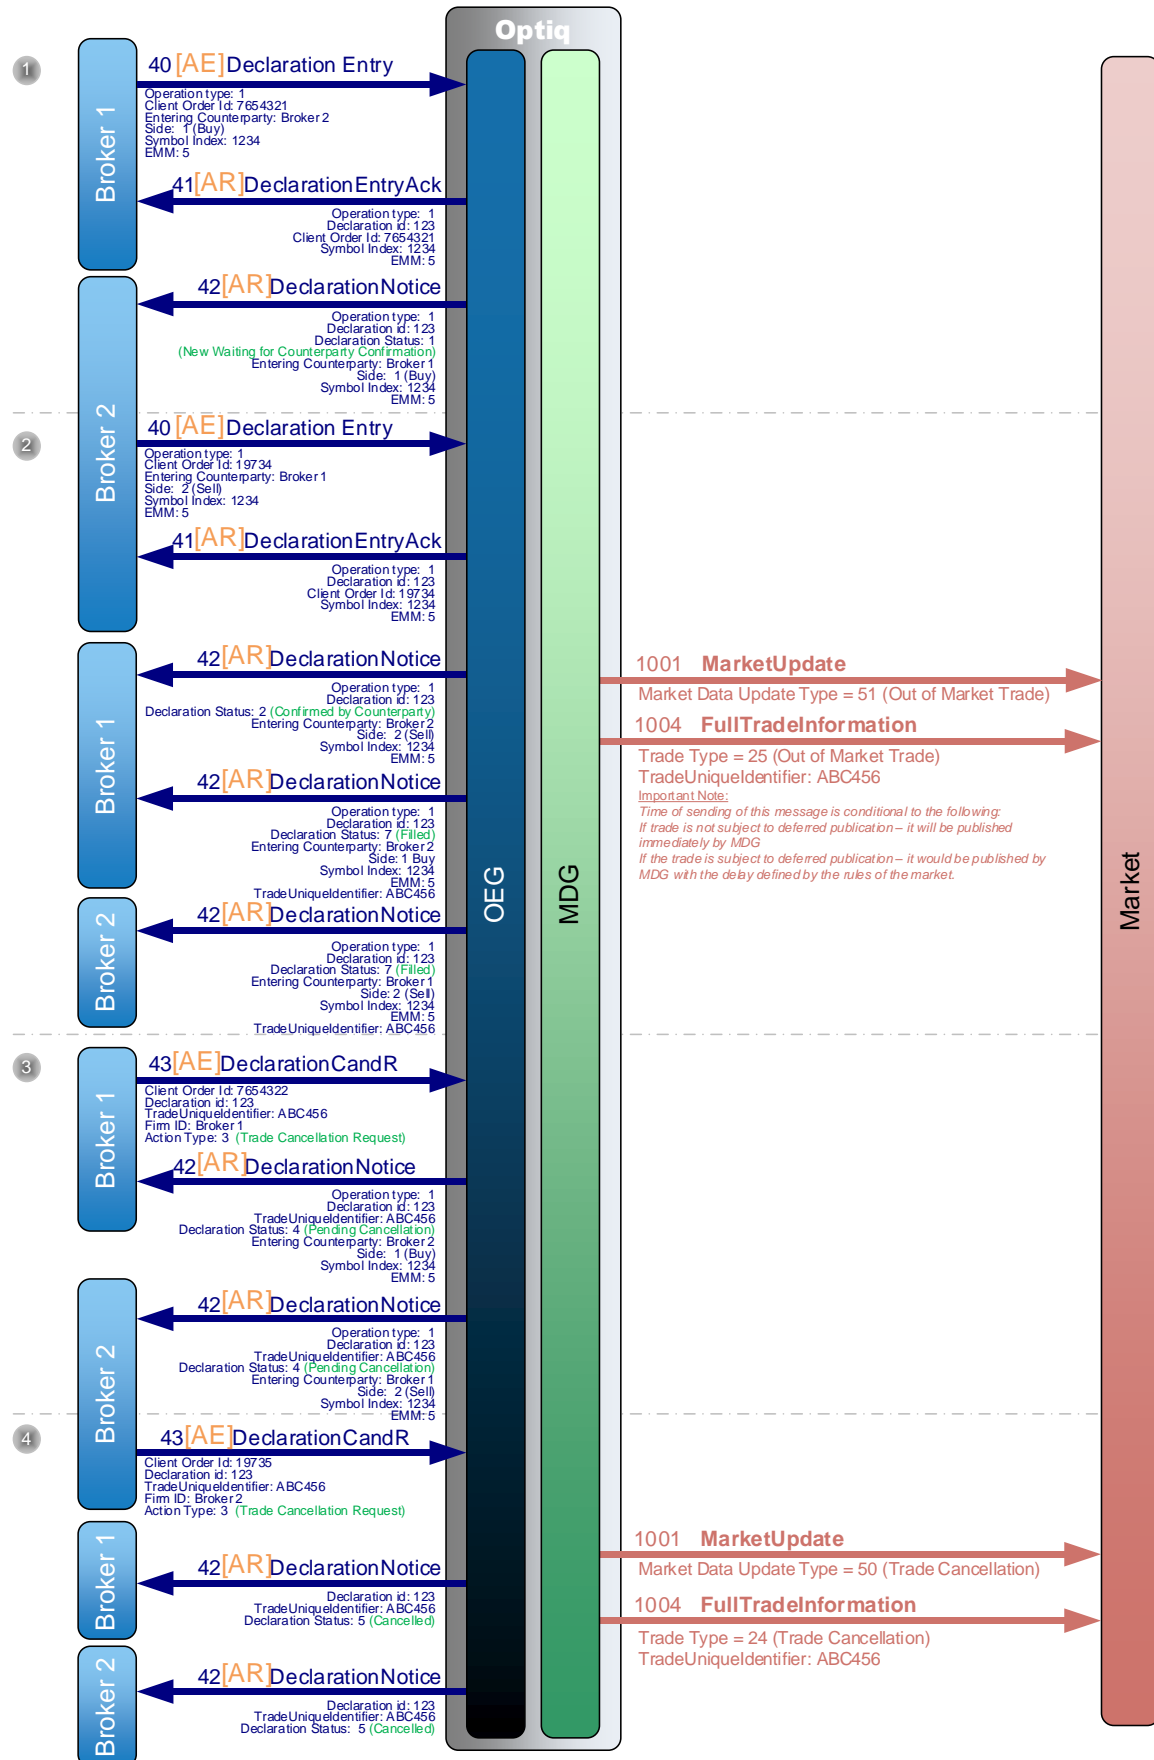 Optiq
1
Broker 1
40 [AE] Declaration Entry
Operation type: 1
Client Order Id: 7654321
Entering Counterparty: Broker 2
Side: 1 (Buy)
Symbol Index: 1234
EMM: 5
41 [AR] DeclarationEntryAck
Operation type: 1
Declaration id: 123
Client Order Id: 7654321
Symbol Index: 1234
EMM: 5
Broker 2
42 [AR] DeclarationNotice
Operation type: 1
Declaration id: 123
Declaration Status: 1
(New Waiting for Counterparty Confirmation)
Entering Counterparty: Broker 1
Side: 1 (Buy)
Symbol Index: 1234
EMM: 5
2
40 [AE] Declaration Entry
Operation type: 1
Client Order Id: 19734
Entering Counterparty: Broker 1
Side: 2 (Sell)
Symbol Index: 1234
EMM: 5
41 [AR] DeclarationEntryAck
Operation type: 1
Declaration id: 123
Client Order Id: 19734
Symbol Index: 1234
EMM: 5
Broker 1
42 [AR] DeclarationNotice
Operation type: 1
Declaration id: 123
Declaration Status: 2 (Confirmed by Counterparty)
Entering Counterparty: Broker 2
Side: 2 (Sell)
Symbol Index: 1234
EMM: 5
42 [AR] DeclarationNotice
Operation type: 1
Declaration id: 123
Declaration Status: 7 (Filled)
Entering Counterparty: Broker 2
Side: 1 Buy
Symbol Index: 1234
EMM: 5
TradeUniqueIdentifier: ABC456
1001 MarketUpdate
Market Data Update Type = 51 (Out of Market Trade)
1004 FullTradeInformation
Trade Type = 25 (Out of Market Trade)
TradeUniqueIdentifier: ABC456
Important Note:
Time of sending of this message is conditional to the following:
If trade is not subject to deferred publication – it will be published
immediately by MDG
If the trade is subject to deferred publication – it would be published by
MDG with the delay defined by the rules of the market.
OEG
MDG
Market
Broker 2
42 [AR] DeclarationNotice
Operation type: 1
Declaration id: 123
Declaration Status: 7 (Filled)
Entering Counterparty: Broker 1
Side: 2 (Sell)
Symbol Index: 1234
EMM: 5
TradeUniqueIdentifier: ABC456
3
Broker 1
43 [AE] DeclarationCandR
Client Order Id: 7654322
Declaration id: 123
TradeUniqueIdentifier: ABC456
Firm ID: Broker 1
Action Type: 3 (Trade Cancellation Request)
42 [AR] DeclarationNotice
Operation type: 1
Declaration id: 123
TradeUniqueIdentifier: ABC456
Declaration Status: 4 (Pending Cancellation)
Entering Counterparty: Broker 2
Side: 1 (Buy)
Symbol Index: 1234
EMM: 5
Broker 2
42 [AR] DeclarationNotice
Operation type: 1
Declaration id: 123
TradeUniqueIdentifier: ABC456
Declaration Status: 4 (Pending Cancellation)
Entering Counterparty: Broker 1
Side: 2 (Sell)
Symbol Index: 1234
EMM: 5
4
43 [AE] DeclarationCandR
Client Order Id: 19735
Declaration id: 123
TradeUniqueIdentifier: ABC456
Firm ID: Broker 2
Action Type: 3 (Trade Cancellation Request)
Broker 1
42 [AR] DeclarationNotice
Declaration id: 123
TradeUniqueIdentifier: ABC456
Declaration Status: 5 (Cancelled)
1001 MarketUpdate
Market Data Update Type = 50 (Trade Cancellation)
1004 FullTradeInformation
Trade Type = 24 (Trade Cancellation)
TradeUniqueIdentifier: ABC456
Broker 2
42 [AR] DeclarationNotice
Declaration id: 123
TradeUniqueIdentifier: ABC456
Declaration Status: 5 (Cancelled)